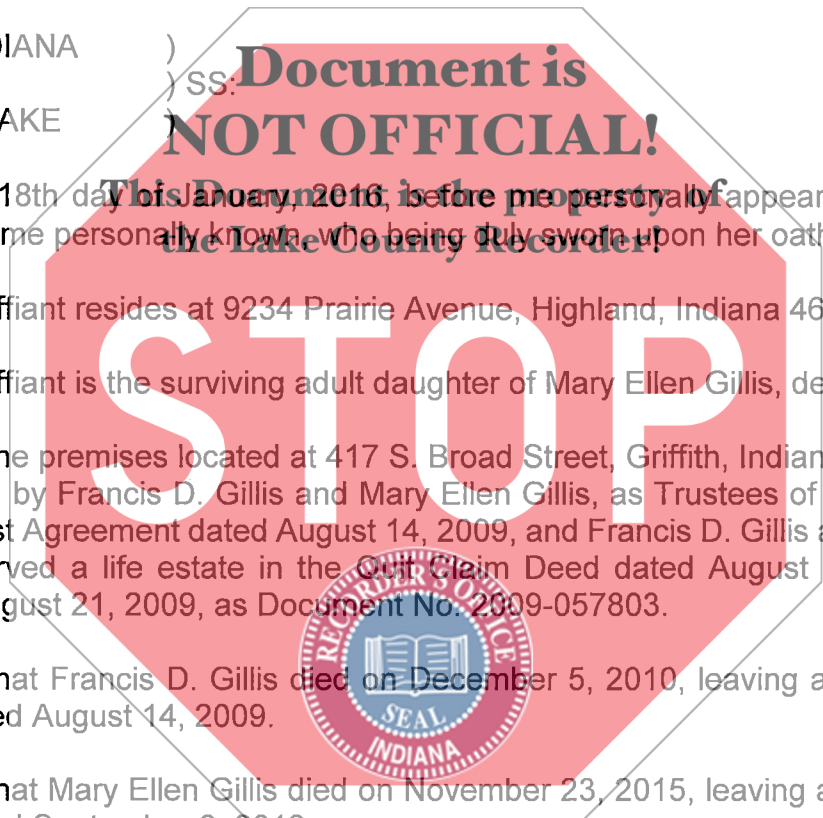 DIANA )
) SS:
Document is
AKE )
NOT OFFICIAL!
18th day of January, 2016, before me personally appear
This Document is the property of
me personally known, who being duly sworn upon her oath
the Lake County Recorder!
ffiant resides at 9234 Prairie Avenue, Highland, Indiana 46
ffiant is the surviving adult daughter of Mary Ellen Gillis, de
STOP
he premises located at 417 S. Broad Street, Griffith, Indian
by Francis D. Gillis and Mary Ellen Gillis, as Trustees of
st Agreement dated August 14, 2009, and Francis D. Gillis a
rved a life estate in the Quit Claim Deed dated August
gust 21, 2009, as Document No. 2009-057803.
RECORDER'S OFFICE
SEAL
INDIANA
hat Francis D. Gillis died on December 5, 2010, leaving a
ed August 14, 2009.
hat Mary Ellen Gillis died on November 23, 2015, leaving a